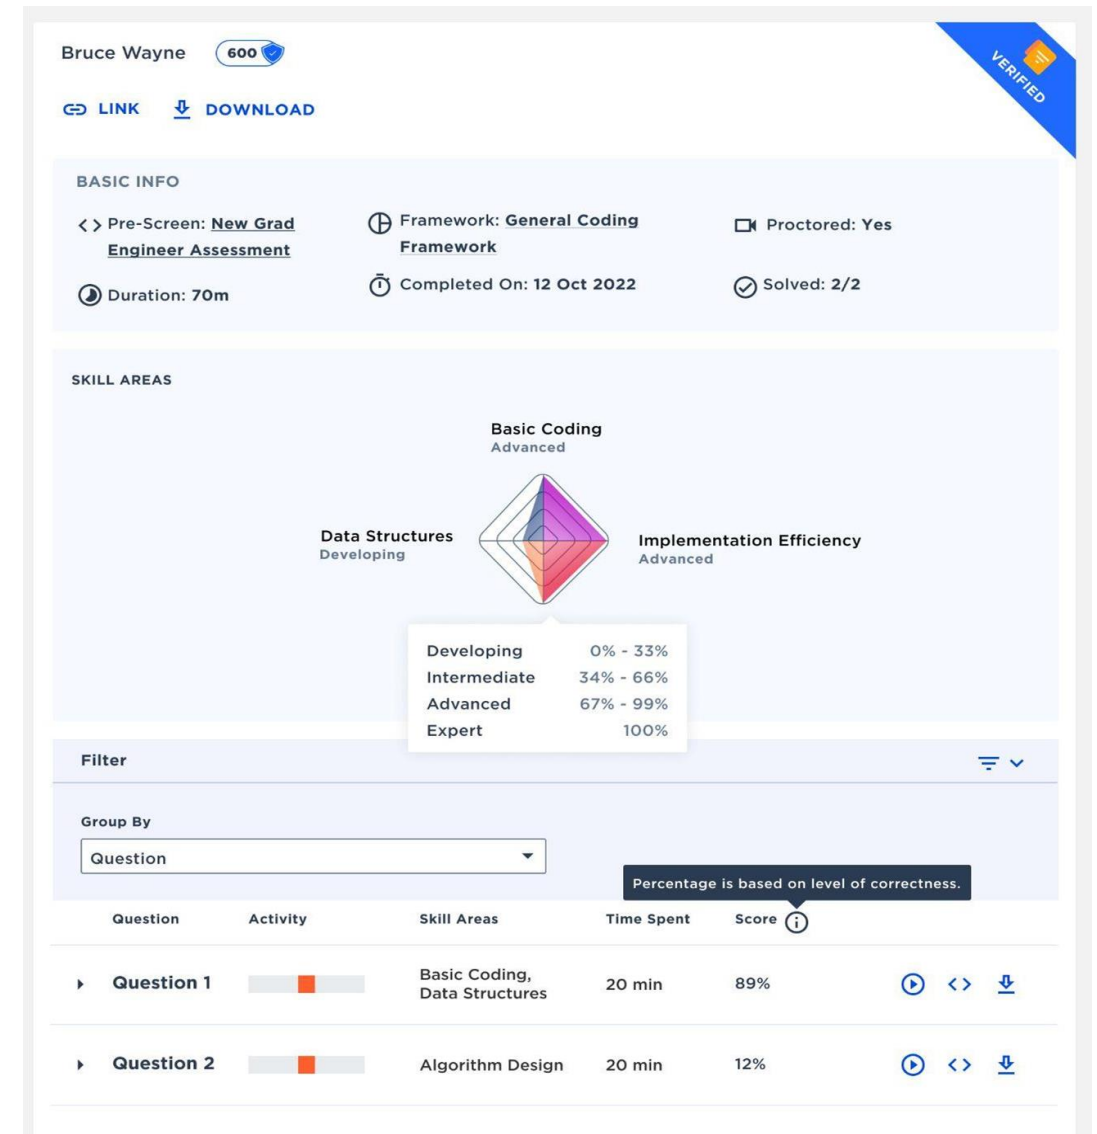 Bruce Wayne 600
VERIFIED
LINK DOWNLOAD
BASIC INFO
Pre-Screen: New Grad
Engineer Assessment
Framework: General Coding
Framework
Proctored: Yes
Duration: 70m
Completed On: 12 Oct 2022
Solved: 2/2
SKILL AREAS
Basic Coding
Advanced
Data Structures
Developing
Implementation Efficiency
Advanced
Developing 0% - 33%
Intermediate 34% - 66%
Advanced 67% - 99%
Expert 100%
Filter
Group By
Question
Percentage is based on level of correctness.
Question Activity Skill Areas Time Spent Score
Question 1 Basic Coding, Data Structures 20 min 89%
Question 2 Algorithm Design 20 min 12%